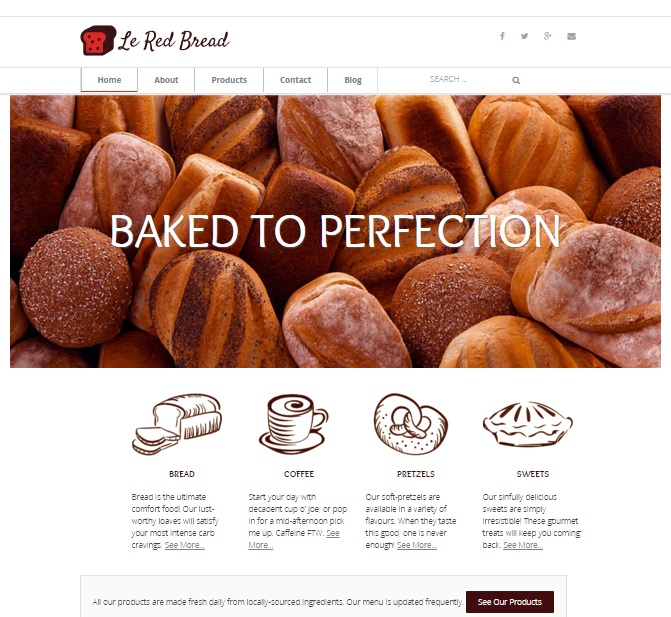 Le Red Bread
Home
About
Products
Contact
Blog
SEARCH ...
BAKED TO PERFECTION
BREAD
Bread is the ultimate
comfort food! Our lust-
worthy loaves will satisfy
your most intense carb
cravings. See More...
COFFEE
Start your day with
decadent cup o' joe, or pop
in for a mid-afternoon pick
me up. Caffeine FTW. See
More...
PRETZELS
Our soft-pretzels are
available in a variety of
flavours. When they taste
this good, one is never
enough! See More...
SWEETS
Our sinfully delicious
sweets are simply
irresistible! These gourmet
treats will keep you coming
back. See More...
All our products are made fresh daily from locally-sourced ingredients. Our menu is updated frequently.
See Our Products